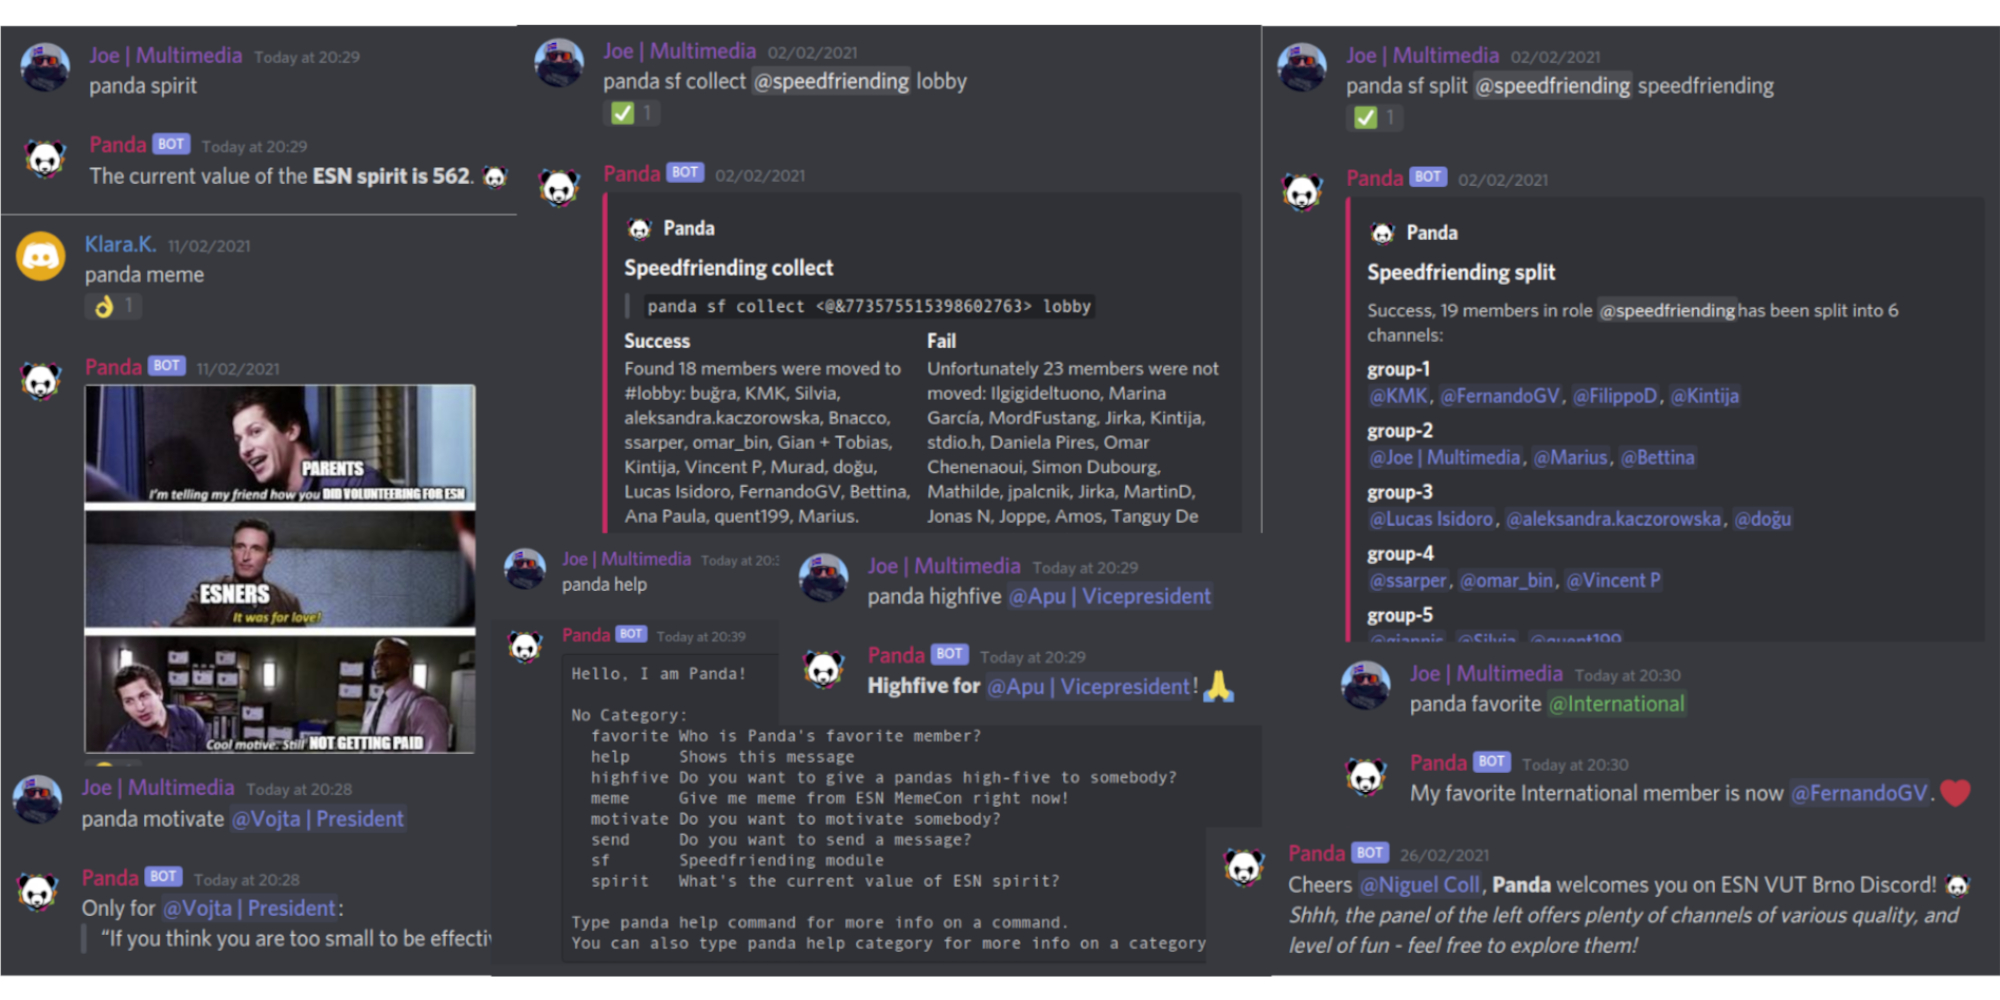 Joe | Multimedia Today at 20:29
panda spirit
Panda BOT Today at 20:29
The current value of the ESN spirit is 562.
Klara.K. 11/02/2021
panda meme
1
Panda BOT 11/02/2021
PARENTS
I'm telling my friend how you DID VOLUNTEERING FOR ESN
ESNERS
It was for love!
Cool motive. Still NOT GETTING PAID
Joe | Multimedia Today at 20:28
panda motivate @Vojta | President
Panda BOT Today at 20:28
Only for @Vojta | President:
“If you think you are too small to be effecti
Joe | Multimedia 02/02/2021
panda sf collect @speedfriending lobby
1
Panda BOT 02/02/2021
Panda
Speedfriending collect
panda sf collect <@&773575515398602763> lobby
Success
Found 18 members were moved to
#lobby: buğra, KMK, Silvia,
aleksandra.kaczorowska, Bnacco,
ssarper, omar_bin, Gian + Tobias,
Kintija, Vincent P, Murad, doğu,
Lucas Isidoro, FernandoGV, Bettina,
Ana Paula, quent199, Marius.
Fail
Unfortunately 23 members were not
moved: Ilgigideltuono, Marina
García, MordFustang, Jirka, Kintija,
stdio.h, Daniela Pires, Omar
Chenenaoui, Simon Dubourg,
Mathilde, jpalcnik, Jirka, MartinD,
Jonas N, Joppe, Amos, Tanguy De
Joe | Multimedia Today at 20:
panda help
Panda BOT Today at 20:39
Hello, I am Panda!
No Category:
favorite Who is Panda's favorite member?
help Shows this message
highfive Do you want to give a pandas high-five to somebody?
meme Give me meme from ESN MemeCon right now!
motivate Do you want to motivate somebody?
send Do you want to send a message?
sf Speedfriending module
spirit What's the current value of ESN spirit?
Type panda help command for more info on a command.
You can also type panda help category for more info on a category
Joe | Multimedia Today at 20:29
panda highfive @Apu | Vicepresident
Panda BOT Today at 20:29
Highfive for @Apu | Vicepresident!
Joe | Multimedia 02/02/2021
panda sf split @speedfriending speedfriending
1
Panda BOT 02/02/2021
Panda
Speedfriending split
Success, 19 members in role @speedfriending has been split into 6
channels:
group-1
@KMK, @FernandoGV, @FilippoD, @Kintija
group-2
@Joe | Multimedia, @Marius, @Bettina
group-3
@Lucas Isidoro, @aleksandra.kaczorowska, @doğu
group-4
@ssarper, @omar_bin, @Vincent P
group-5
@giannis, @Silvia, @quent199
Joe | Multimedia Today at 20:30
panda favorite @International
Panda BOT Today at 20:30
My favorite International member is now @FernandoGV.
Panda BOT 26/02/2021
Cheers @Niguel Coll, Panda welcomes you on ESN VUT Brno Discord!
Shhh, the panel of the left offers plenty of channels of various quality, and
level of fun - feel free to explore them!